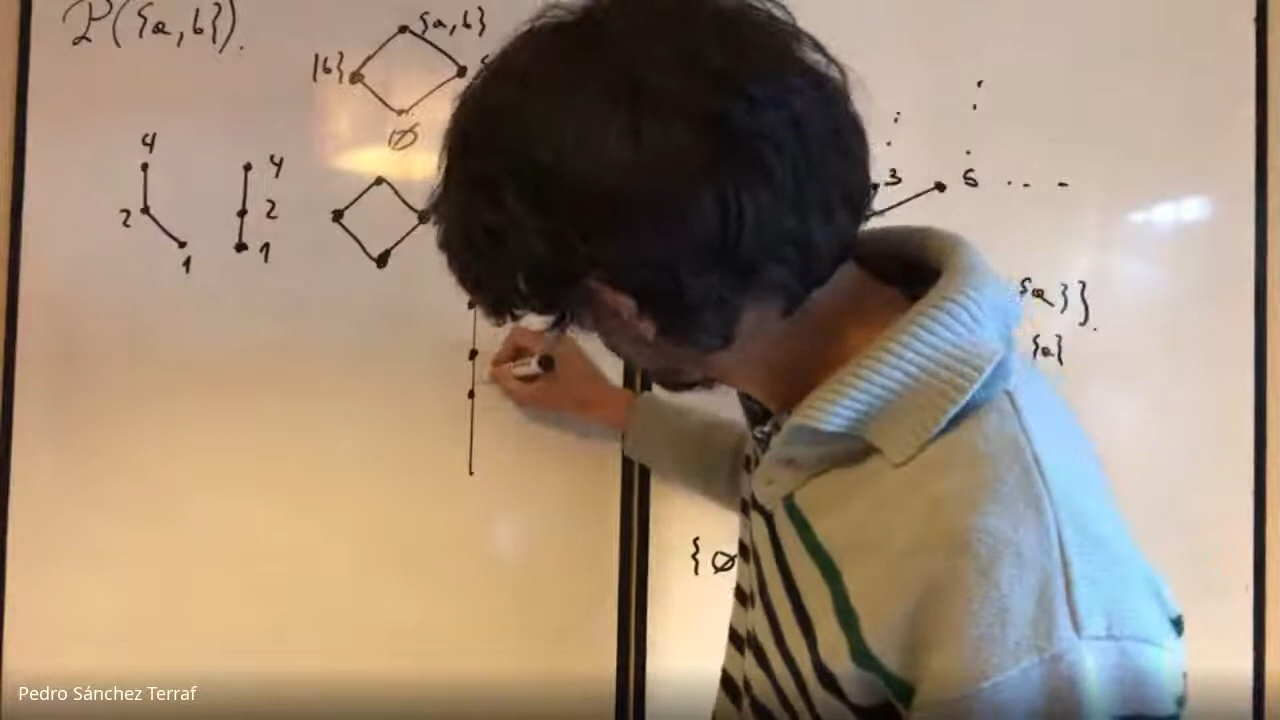 P({a,b}).
{a,b}
{b}
∅
4 4
2 2
1 1
3 6 . . -
{a}}.
{a}
{∅
Pedro Sánchez Terraf